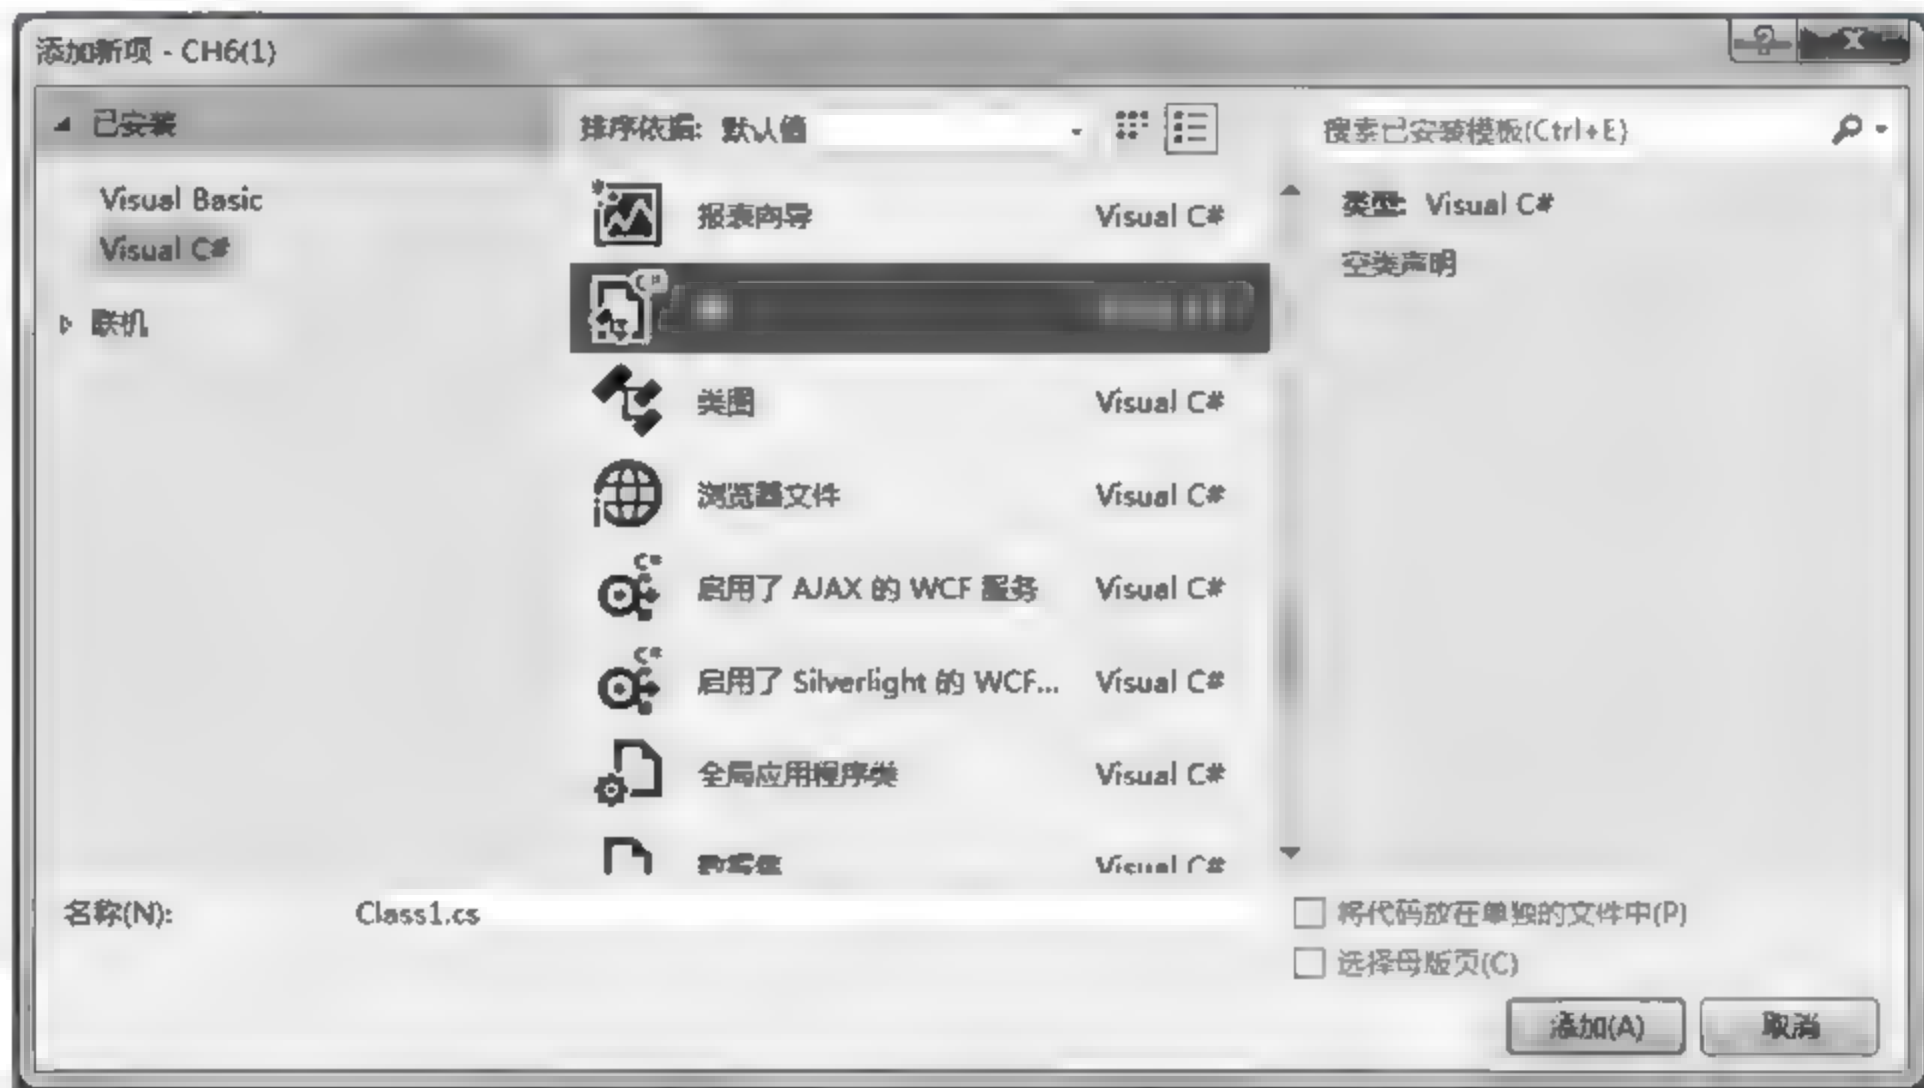 添加新项 - CH6(1)
已安装
Visual Basic
Visual C#
联机
排序依据: 默认值
报表向导 Visual C#
类图 Visual C#
浏览器文件 Visual C#
启用了 AJAX 的 WCF 服务 Visual C#
启用了 Silverlight 的 WCF... Visual C#
全局应用程序类 Visual C#
数据集 Visual C#
搜索已安装模板(Ctrl+E)
类型: Visual C#
空类声明
名称(N): Class1.cs
将代码放在单独的文件中(P)
选择母版页(C)
添加(A) 取消